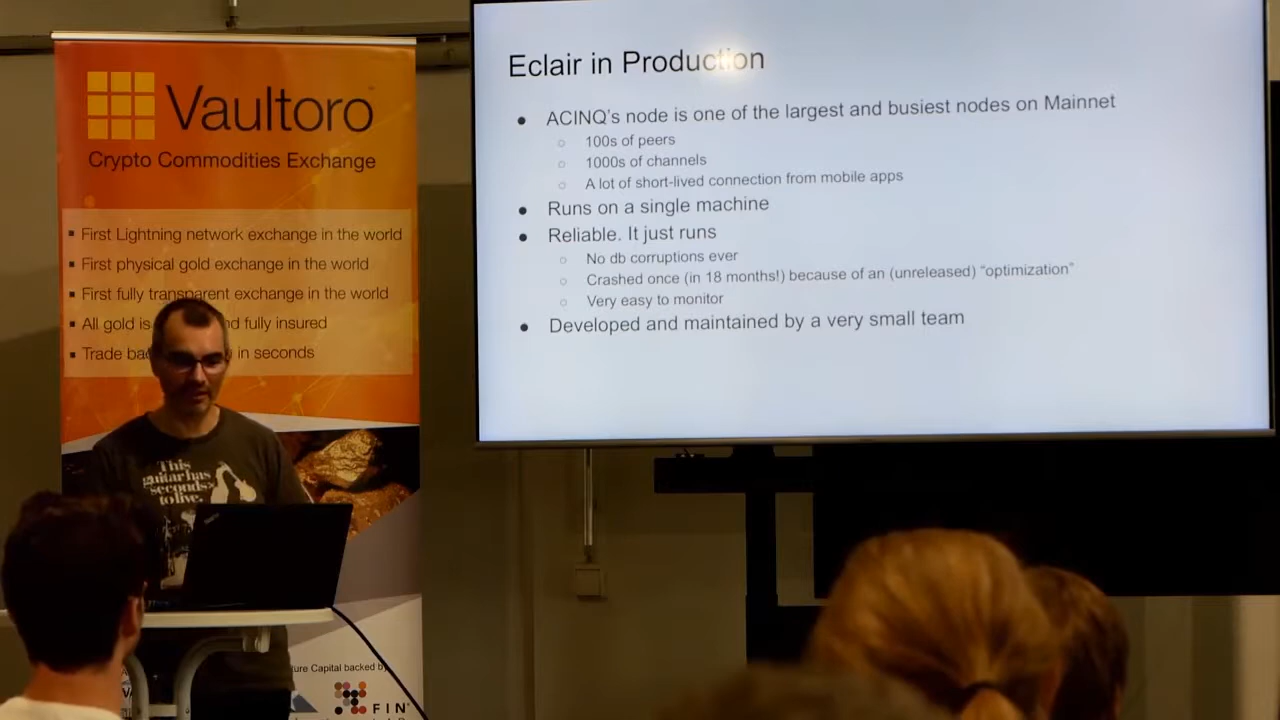 Vaultoro
Crypto Commodities Exchange
▪ First Lightning network exchange in the world
▪ First physical gold exchange in the world
▪ First fully transparent exchange in the world
▪ All gold is nd fully insured
▪ Trade in seconds
This
guitar has
seconds
to live.
ure Capital backed
FIN
Eclair in Production
● ACINQ's node is one of the largest and busiest nodes on Mainnet
○ 100s of peers
○ 1000s of channels
○ A lot of short-lived connection from mobile apps
● Runs on a single machine
● Reliable. It just runs
○ No db corruptions ever
○ Crashed once (in 18 months!) because of an (unreleased) “optimization”
○ Very easy to monitor
● Developed and maintained by a very small team